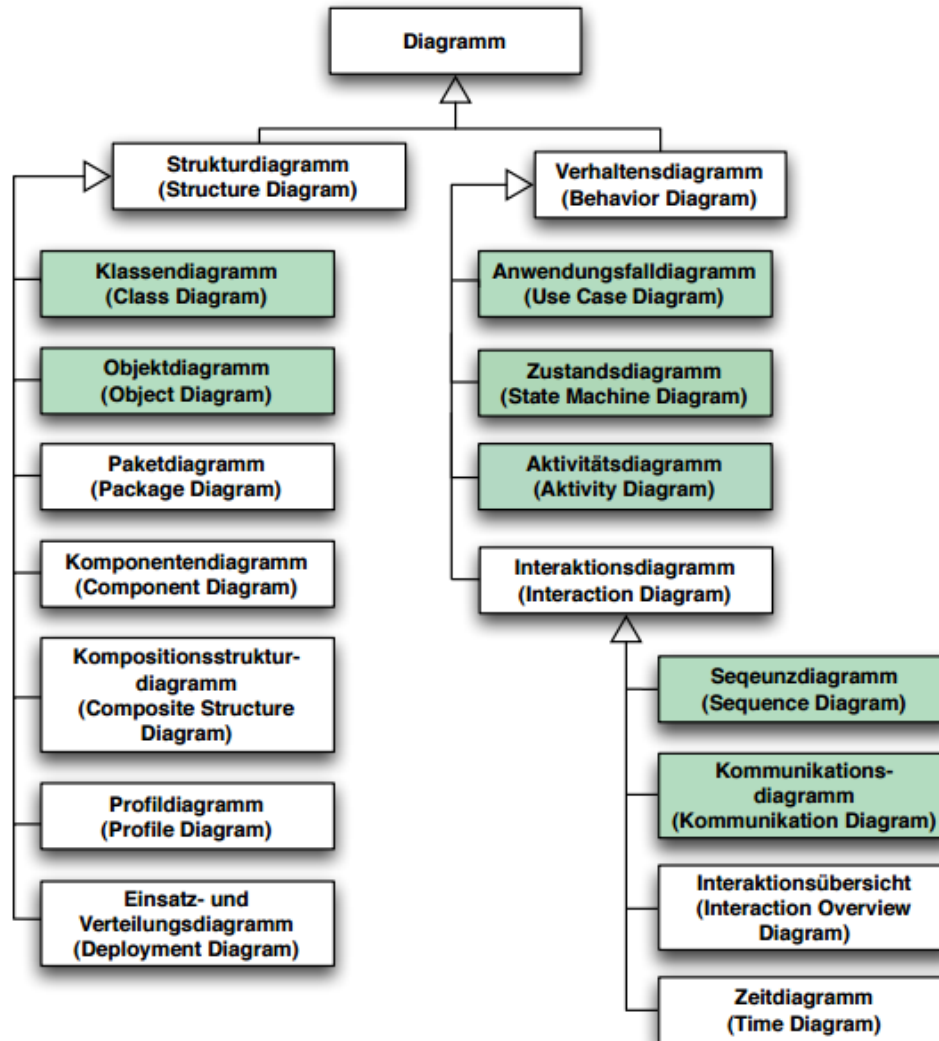 Diagramm
Strukturdiagramm
(Structure Diagram)
Verhaltensdiagramm
(Behavior Diagram)
Klassendiagramm
(Class Diagram)
Objektdiagramm
(Object Diagram)
Paketdiagramm
(Package Diagram)
Komponentendiagramm
(Component Diagram)
Kompositionsstruktur-
diagramm
(Composite Structure
Diagram)
Profildiagramm
(Profile Diagram)
Einsatz- und
Verteilungsdiagramm
(Deployment Diagram)
Anwendungsfalldiagramm
(Use Case Diagram)
Zustandsdiagramm
(State Machine Diagram)
Aktivitätsdiagramm
(Aktivity Diagram)
Interaktionsdiagramm
(Interaction Diagram)
Seqeunzdiagramm
(Sequence Diagram)
Kommunikations-
diagramm
(Kommunikation Diagram)
Interaktionsübersicht
(Interaction Overview
Diagram)
Zeitdiagramm
(Time Diagram)